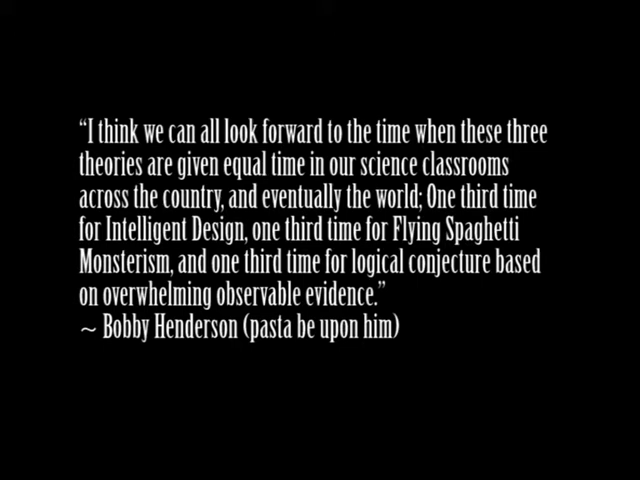 “I think we can all look forward to the time when these three
theories are given equal time in our science classrooms
across the country, and eventually the world; One third time
for Intelligent Design, one third time for Flying Spaghetti
Monsterism, and one third time for logical conjecture based
on overwhelming observable evidence.”
~ Bobby Henderson (pasta be upon him)